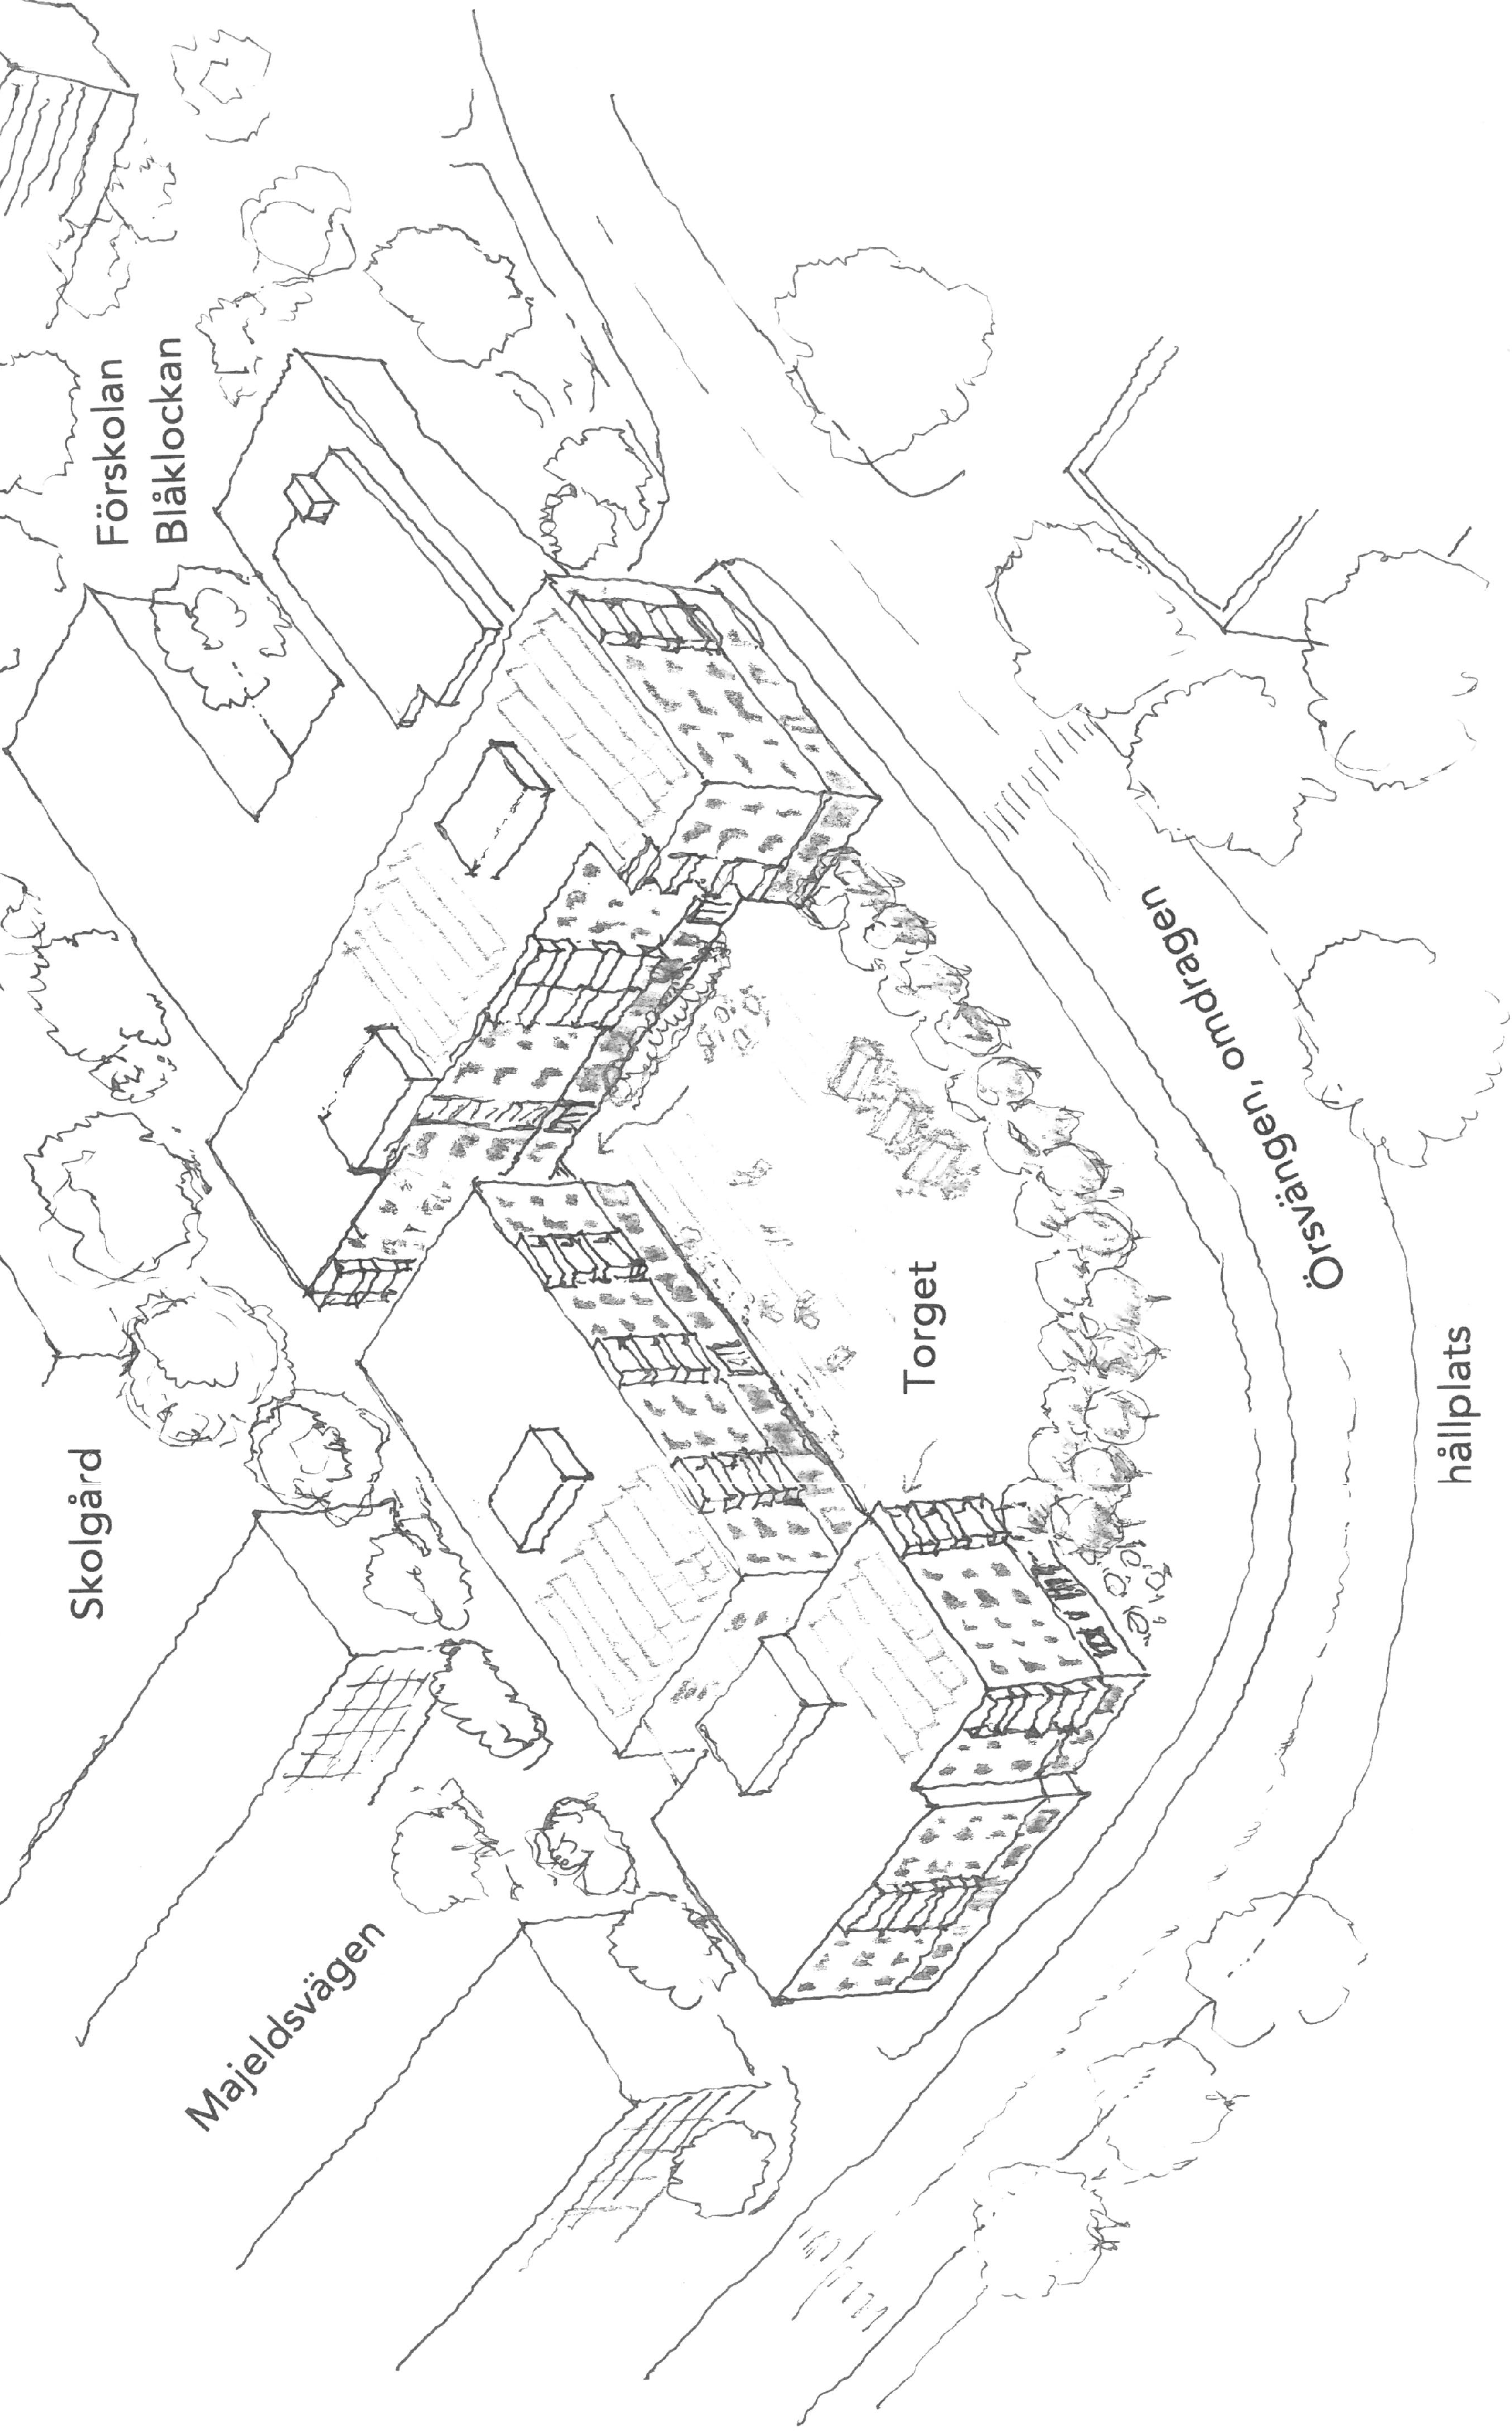 Skolgård
Förskolan
Blåklockan
Majeldsvägen
Torget
Örsvängen, omdragen
hållplats